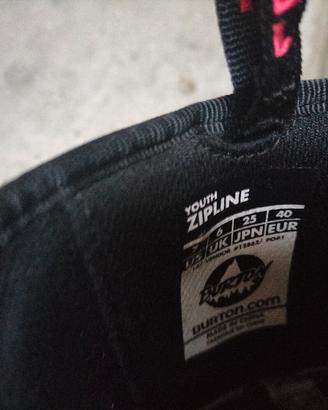 YOUTH
ZIPLINE
6 25 40
US UK JPN EUR
BURTON
BURTON.COM
MADE IN CHINA